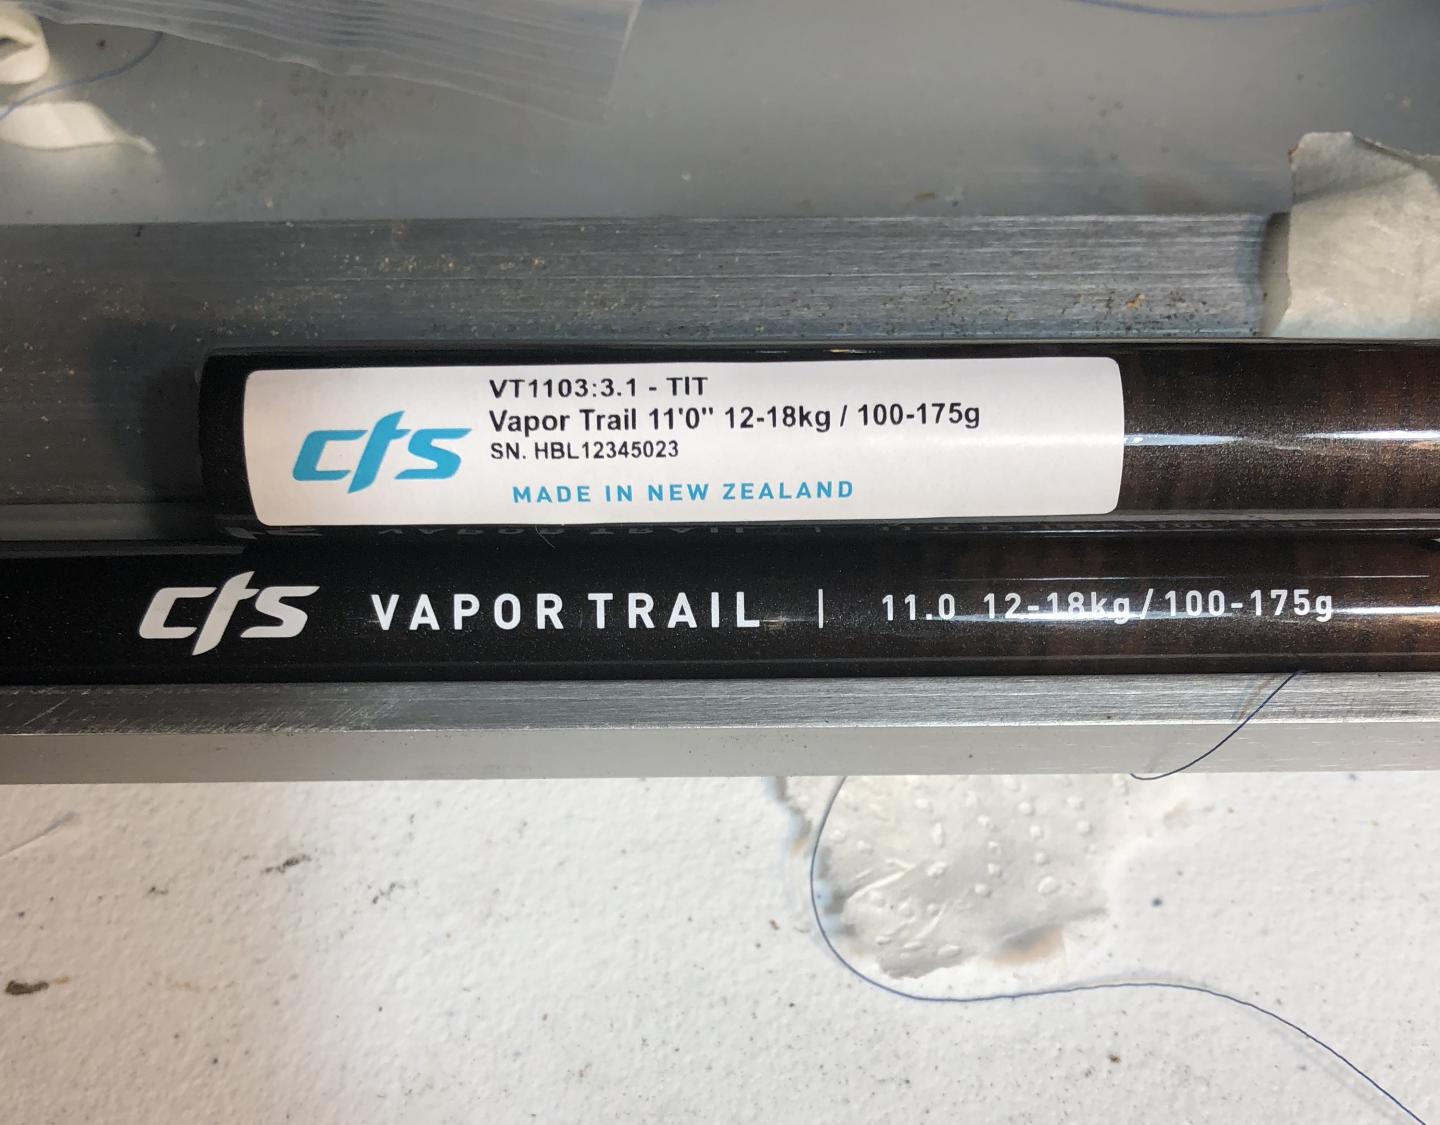 VT1103:3.1 - TIT
Vapor Trail 11'0" 12-18kg / 100-175g
SN. HBL12345023
cts
MADE IN NEW ZEALAND
cts VAPOR TRAIL | 11.0 12-18kg/100-175g